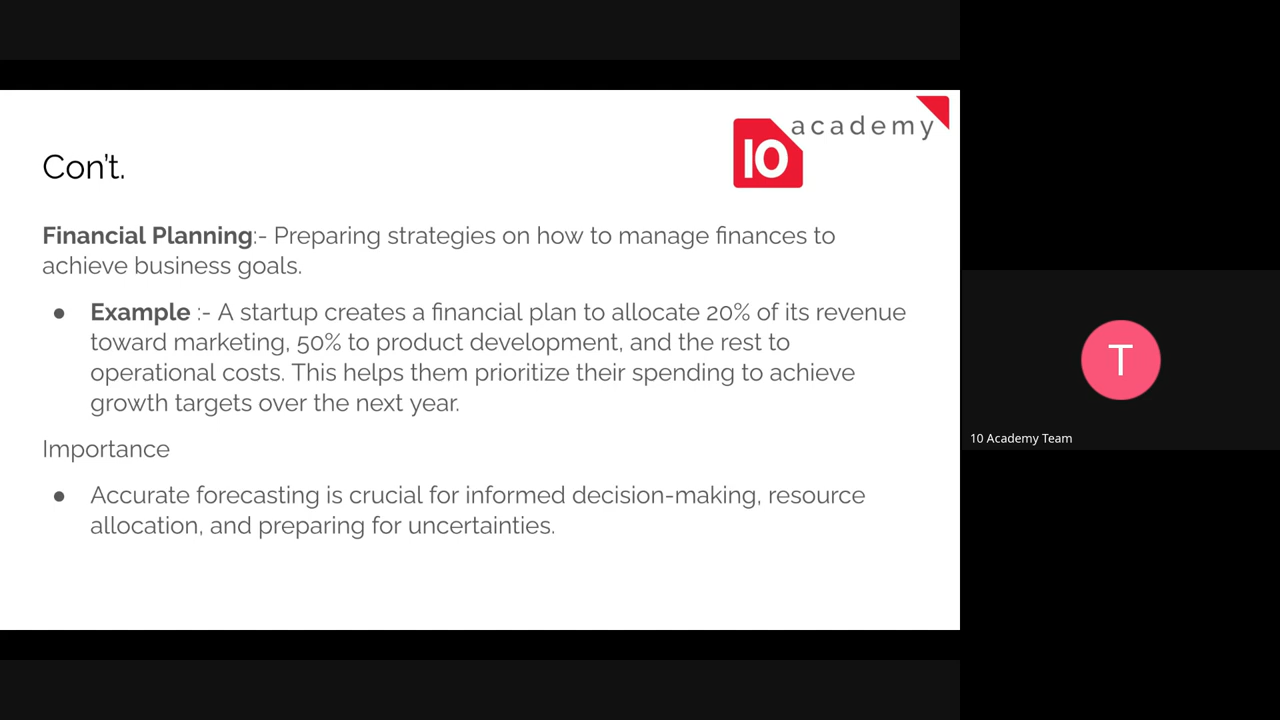 academy
10
Con't.
Financial Planning:- Preparing strategies on how to manage finances to
achieve business goals.
● Example :- A startup creates a financial plan to allocate 20% of its revenue
toward marketing, 50% to product development, and the rest to
operational costs. This helps them prioritize their spending to achieve
growth targets over the next year.
Importance
● Accurate forecasting is crucial for informed decision-making, resource
allocation, and preparing for uncertainties.
T
10 Academy Team